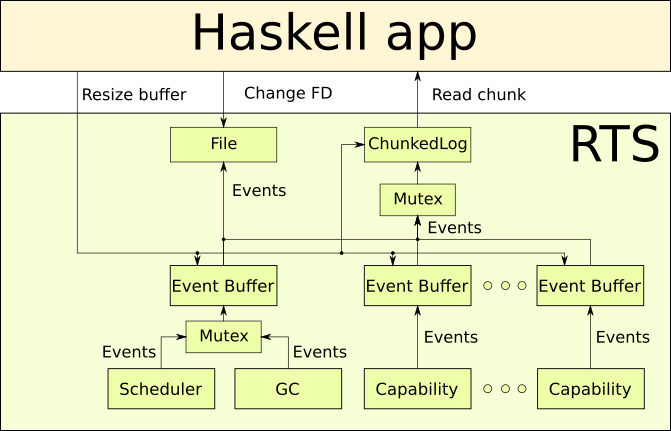 Haskell app
Resize buffer
Change FD
Read chunk
RTS
File
ChunkedLog
Events
Mutex
Events
Event Buffer
Event Buffer
Event Buffer
Mutex
Events
Events
Events
Events
Scheduler
GC
Capability
Capability